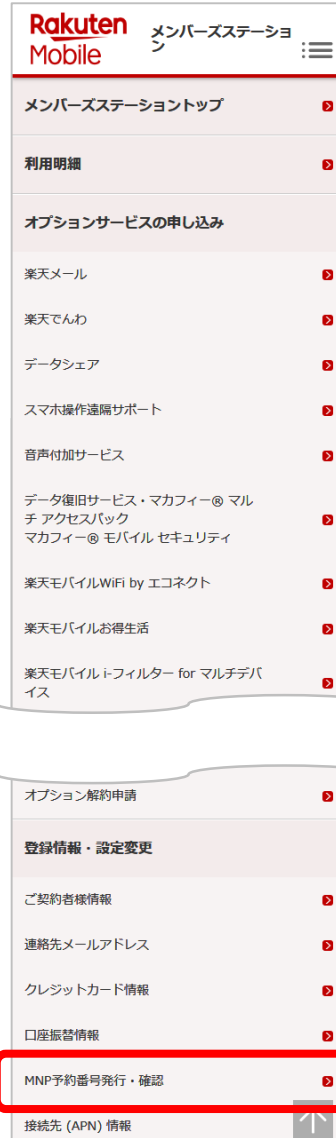 Rakuten
Mobile
メンバーズステーショ
ン
メンバーズステーショントップ
利用明細
オプションサービスの申し込み
楽天メール
楽天でんわ
データシェア
スマホ操作遠隔サポート
音声付加サービス
データ復旧サービス・マカフィー® マル
チ アクセスパック
マカフィー® モバイル セキュリティ
楽天モバイルWiFi by エコネクト
楽天モバイルお得生活
楽天モバイル i-フィルター for マルチデバ
イス
オプション解約申請
登録情報・設定変更
ご契約者様情報
連絡先メールアドレス
クレジットカード情報
口座振替情報
MNP予約番号発行・確認
接続先 (APN) 情報